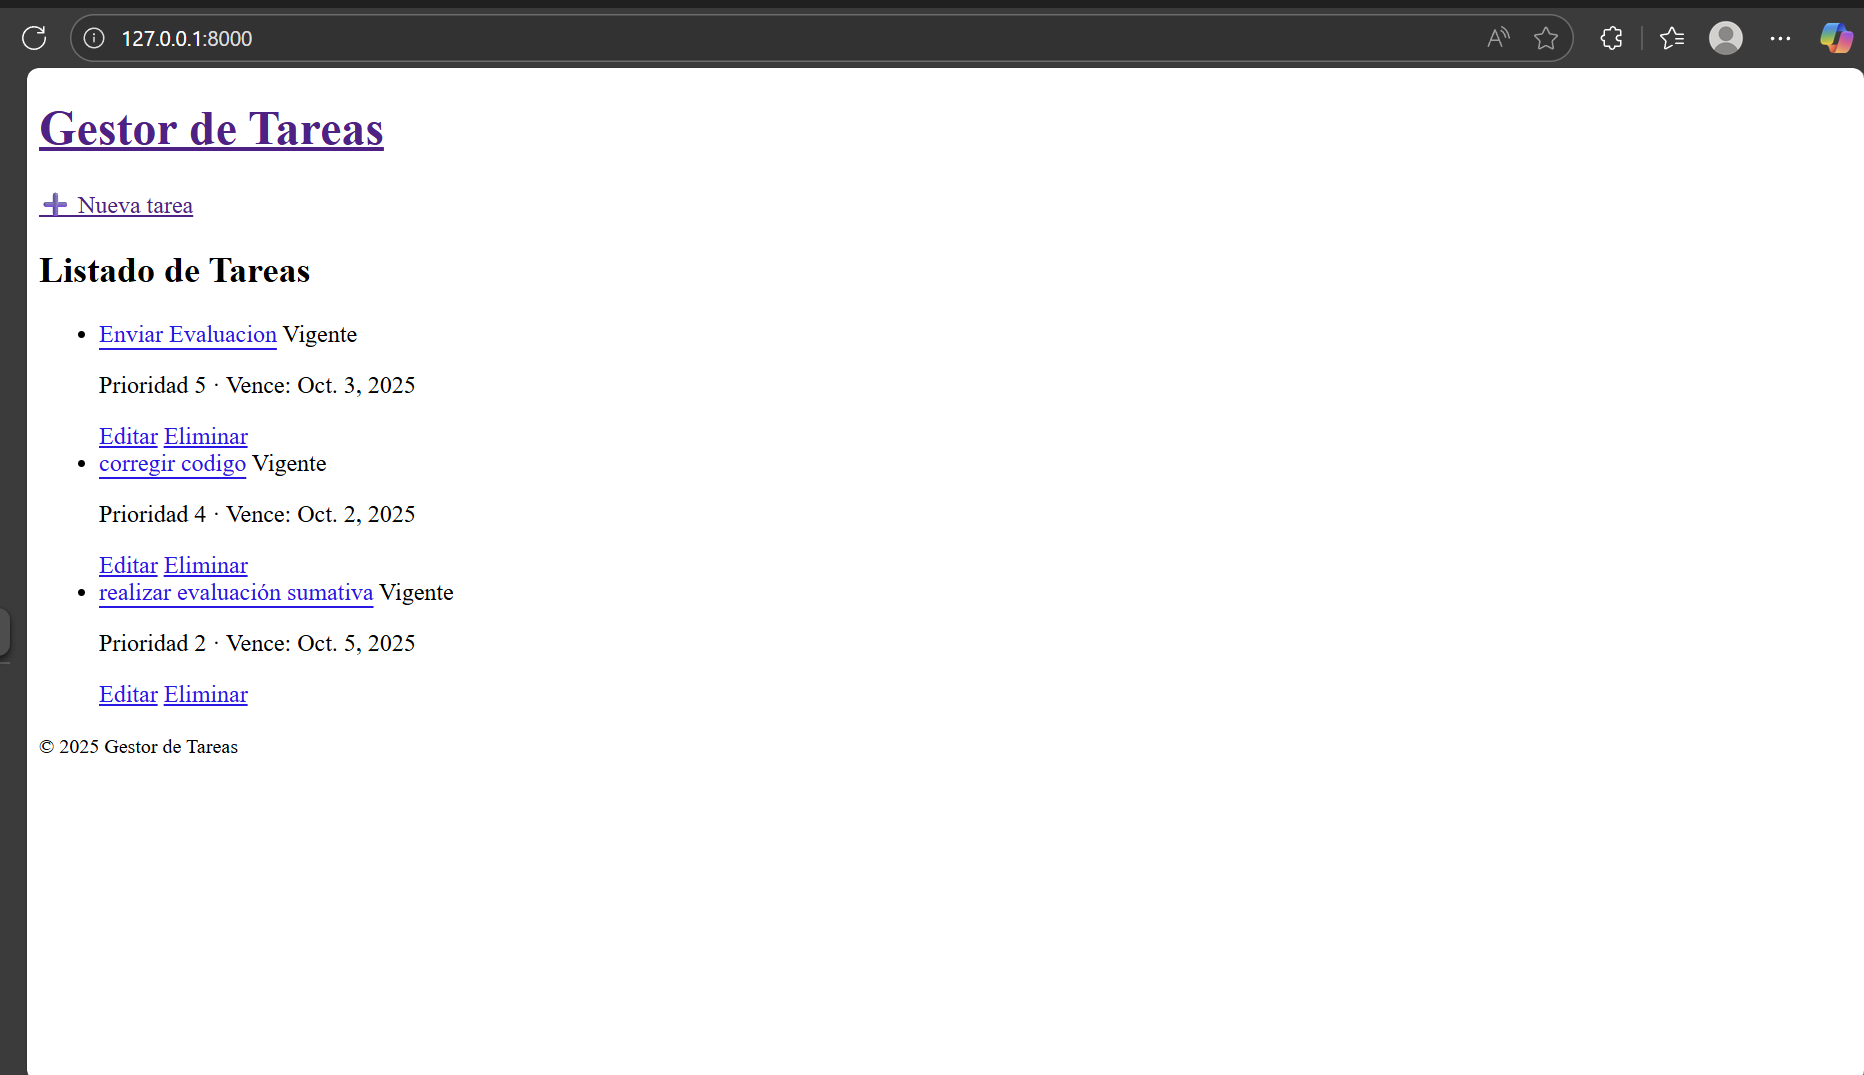 127.0.0.1:8000
Gestor de Tareas
➕ Nueva tarea
Listado de Tareas
• Enviar Evaluacion Vigente
Prioridad 5 · Vence: Oct. 3, 2025
Editar Eliminar
• corregir codigo Vigente
Prioridad 4 · Vence: Oct. 2, 2025
Editar Eliminar
• realizar evaluación sumativa Vigente
Prioridad 2 · Vence: Oct. 5, 2025
Editar Eliminar
© 2025 Gestor de Tareas